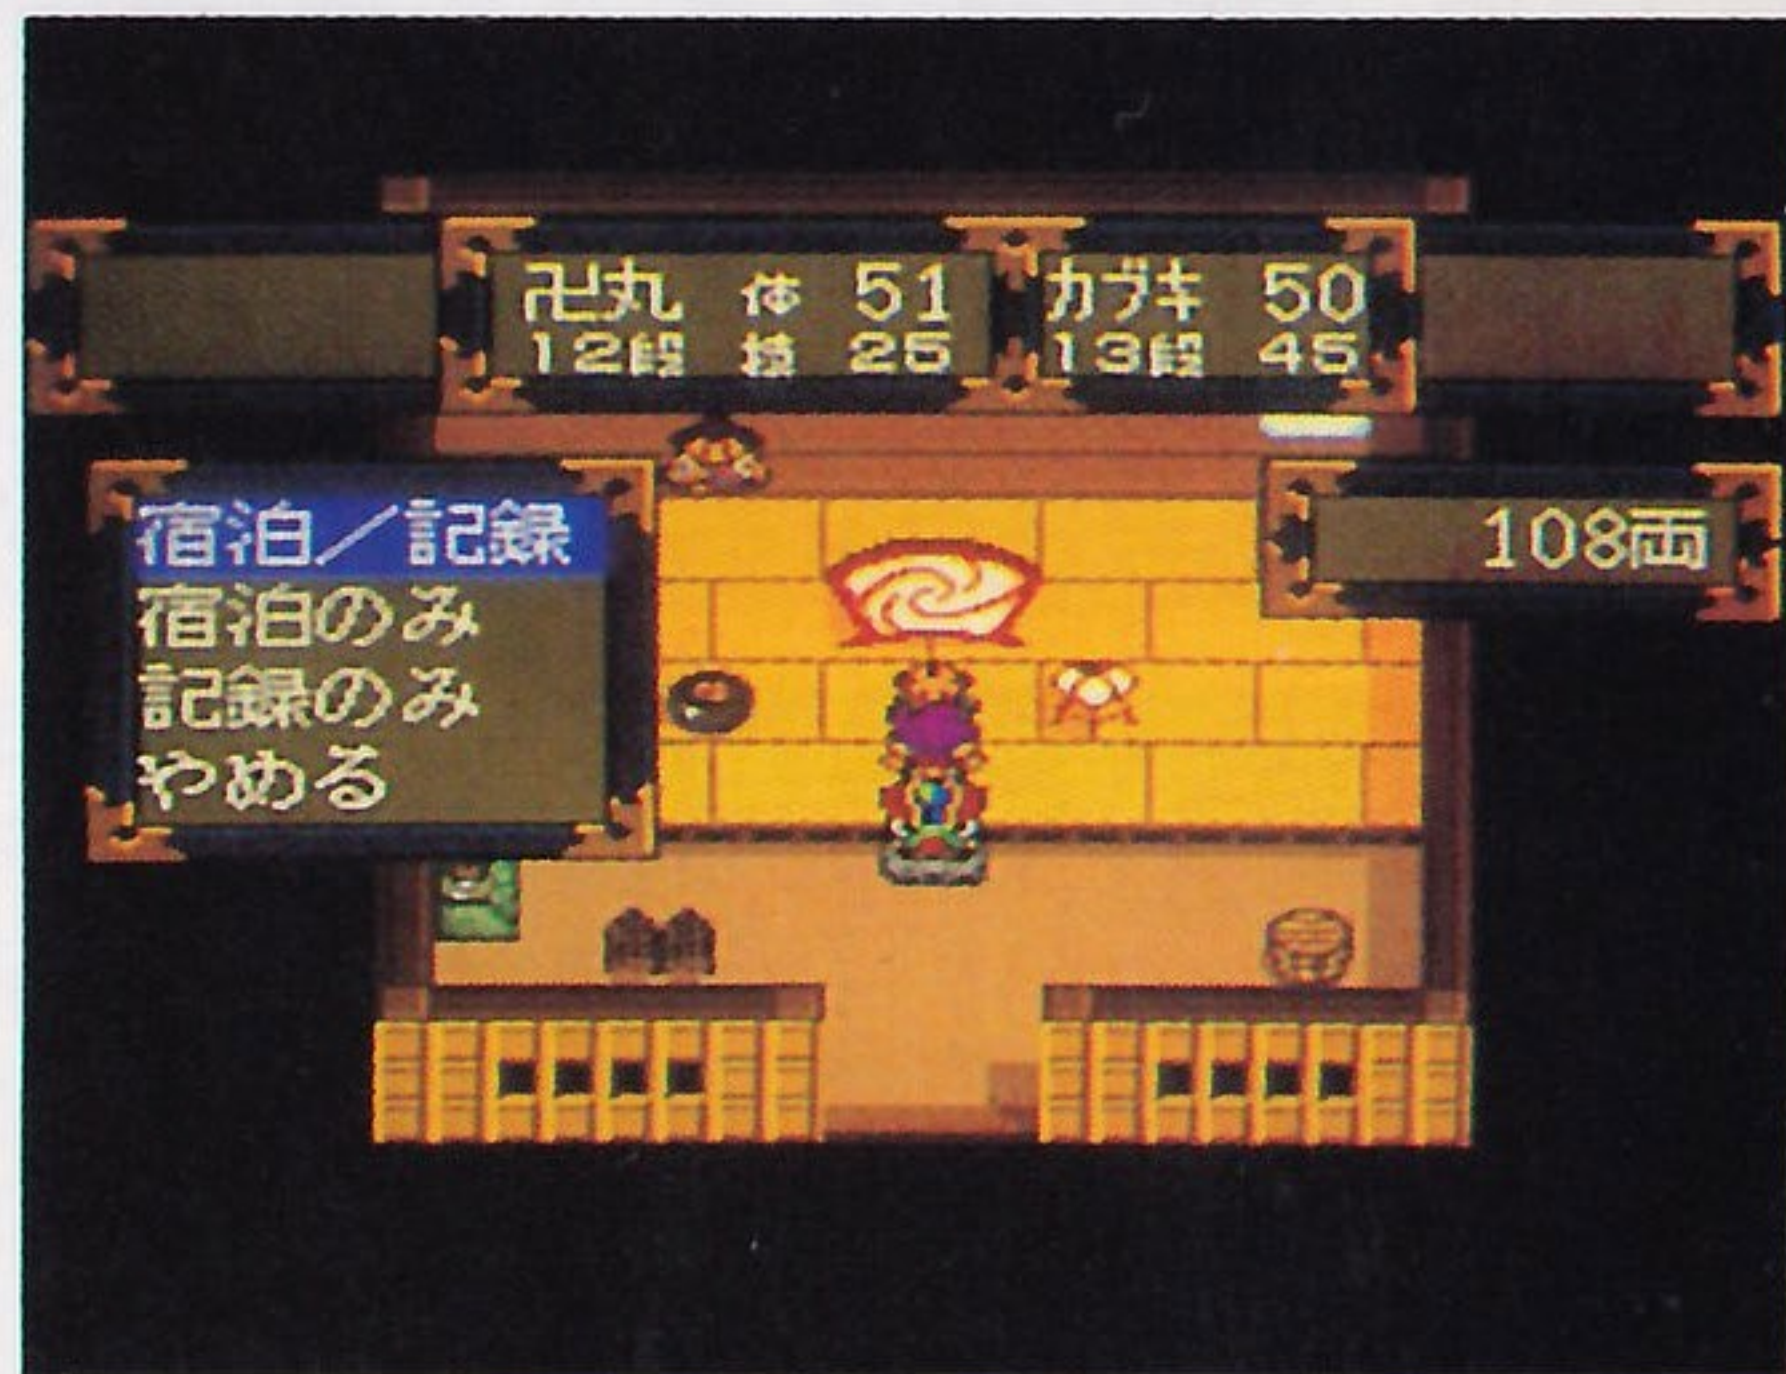 卍丸 体 51 カブキ 50
12段 技 25 13段 45
宿泊／記録
宿泊のみ
記録のみ
やめる
108両